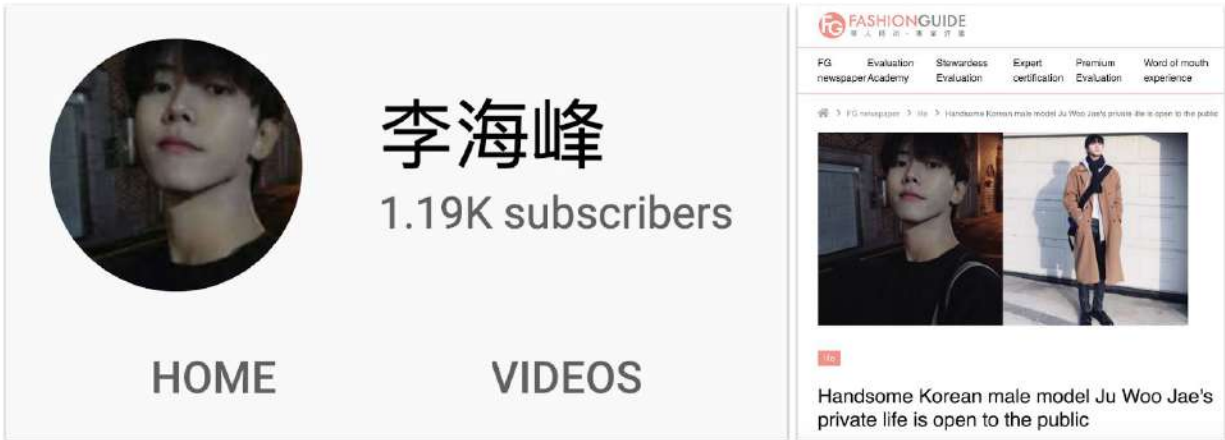 李海峰
1.19K subscribers
HOME VIDEOS
FG FASHIONGUIDE
FG Evaluation Stewardess Expert Premium Word of mouth
newspaper Academy Evaluation certification Evaluation experience
> FG newspaper > life > Handsome Korean male model Ju Woo Jae's private life is open to the public
life
Handsome Korean male model Ju Woo Jae's
private life is open to the public